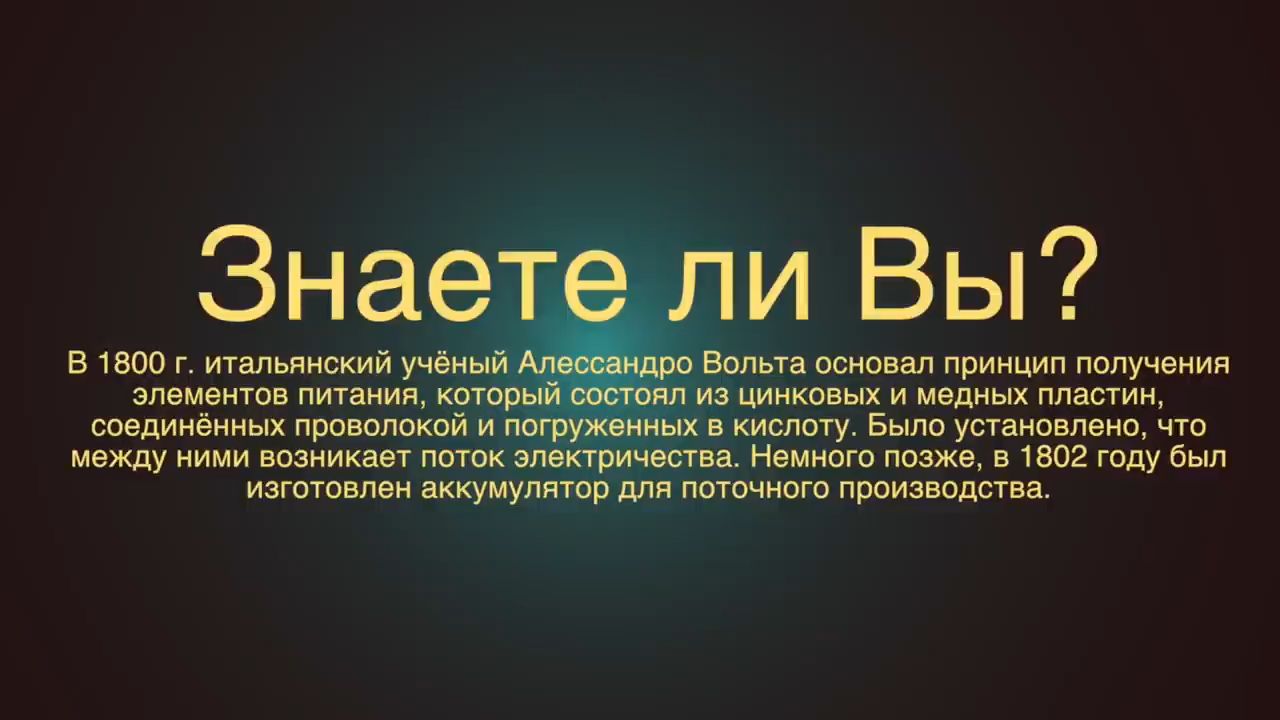 Знаете ли Вы?
В 1800 г. итальянский учёный Алессандро Вольта основал принцип получения
элементов питания, который состоял из цинковых и медных пластин,
соединённых проволокой и погруженных в кислоту. Было установлено, что
между ними возникает поток электричества. Немного позже, в 1802 году был
изготовлен аккумулятор для поточного производства.